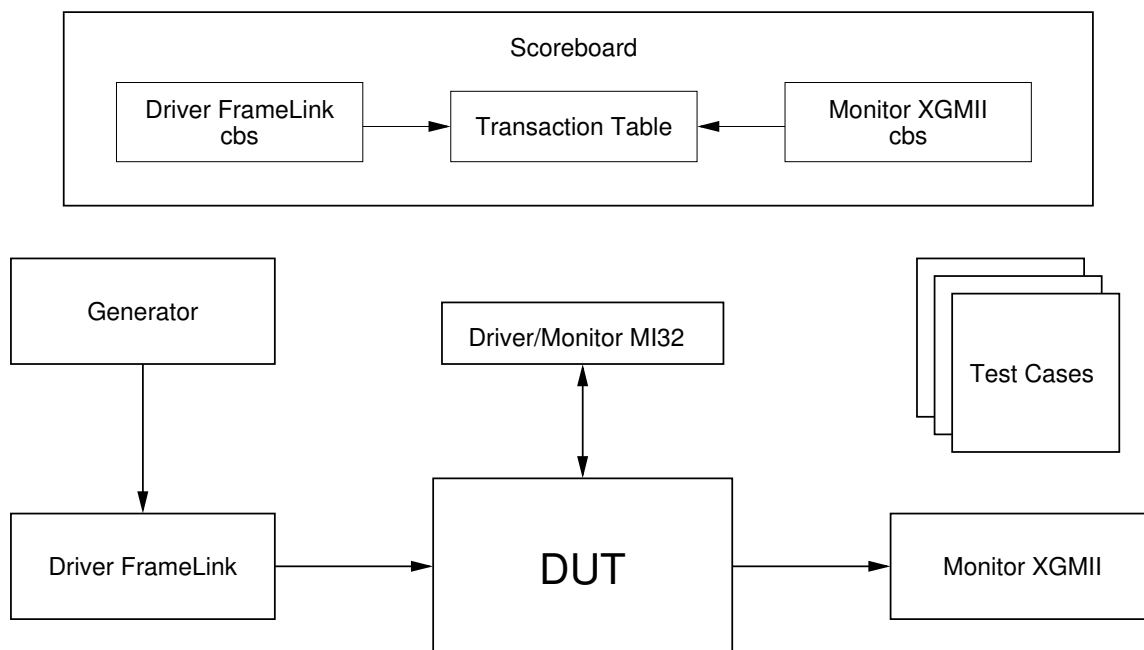 Scoreboard
Driver FrameLink
cbs
Transaction Table
Monitor XGMII
cbs
Generator
Driver/Monitor MI32
Test Cases
Driver FrameLink
DUT
Monitor XGMII